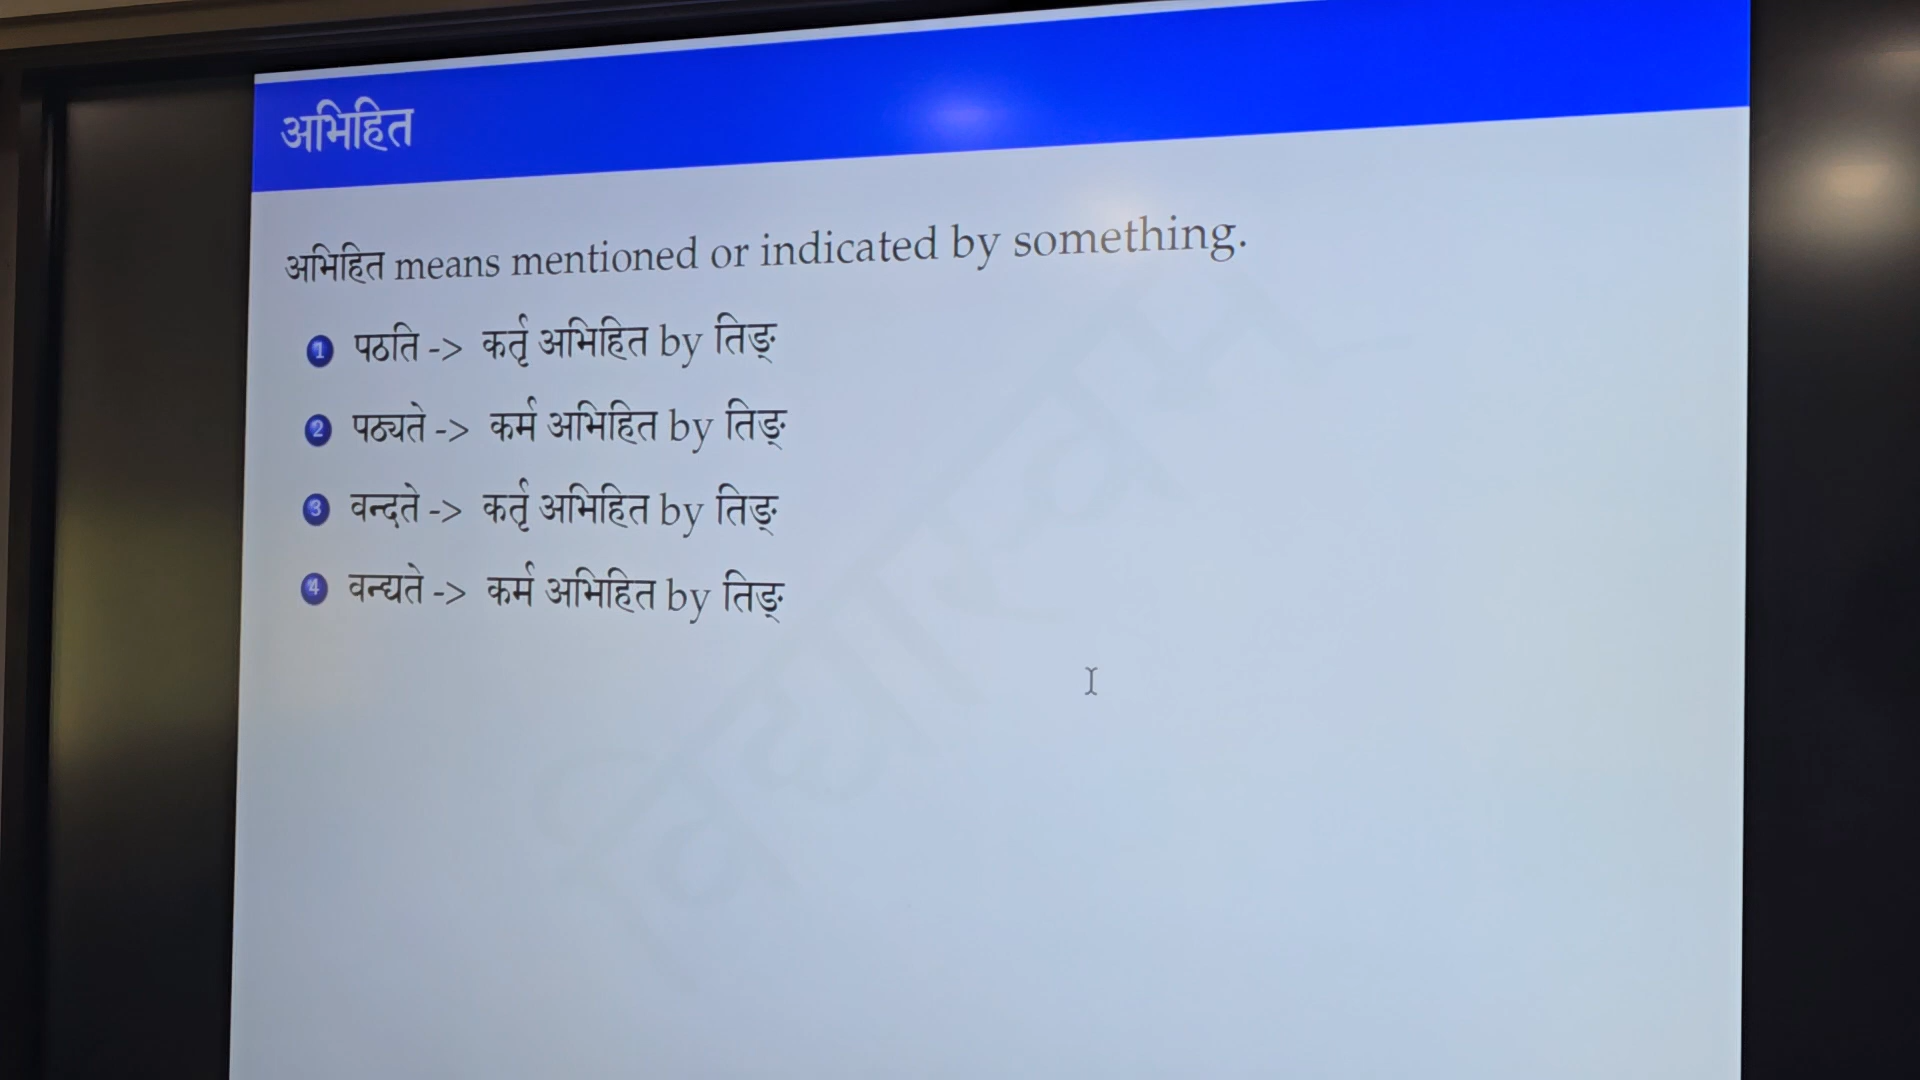 अभिहित
अभिहित means mentioned or indicated by something.
1 पठति -> कर्तृ अभिहित by तिङ्
2 पठ्यते -> कर्म अभिहित by तिङ्
3 वन्दते -> कर्तृ अभिहित by तिङ्
4 वन्द्यते -> कर्म अभिहित by तिङ्